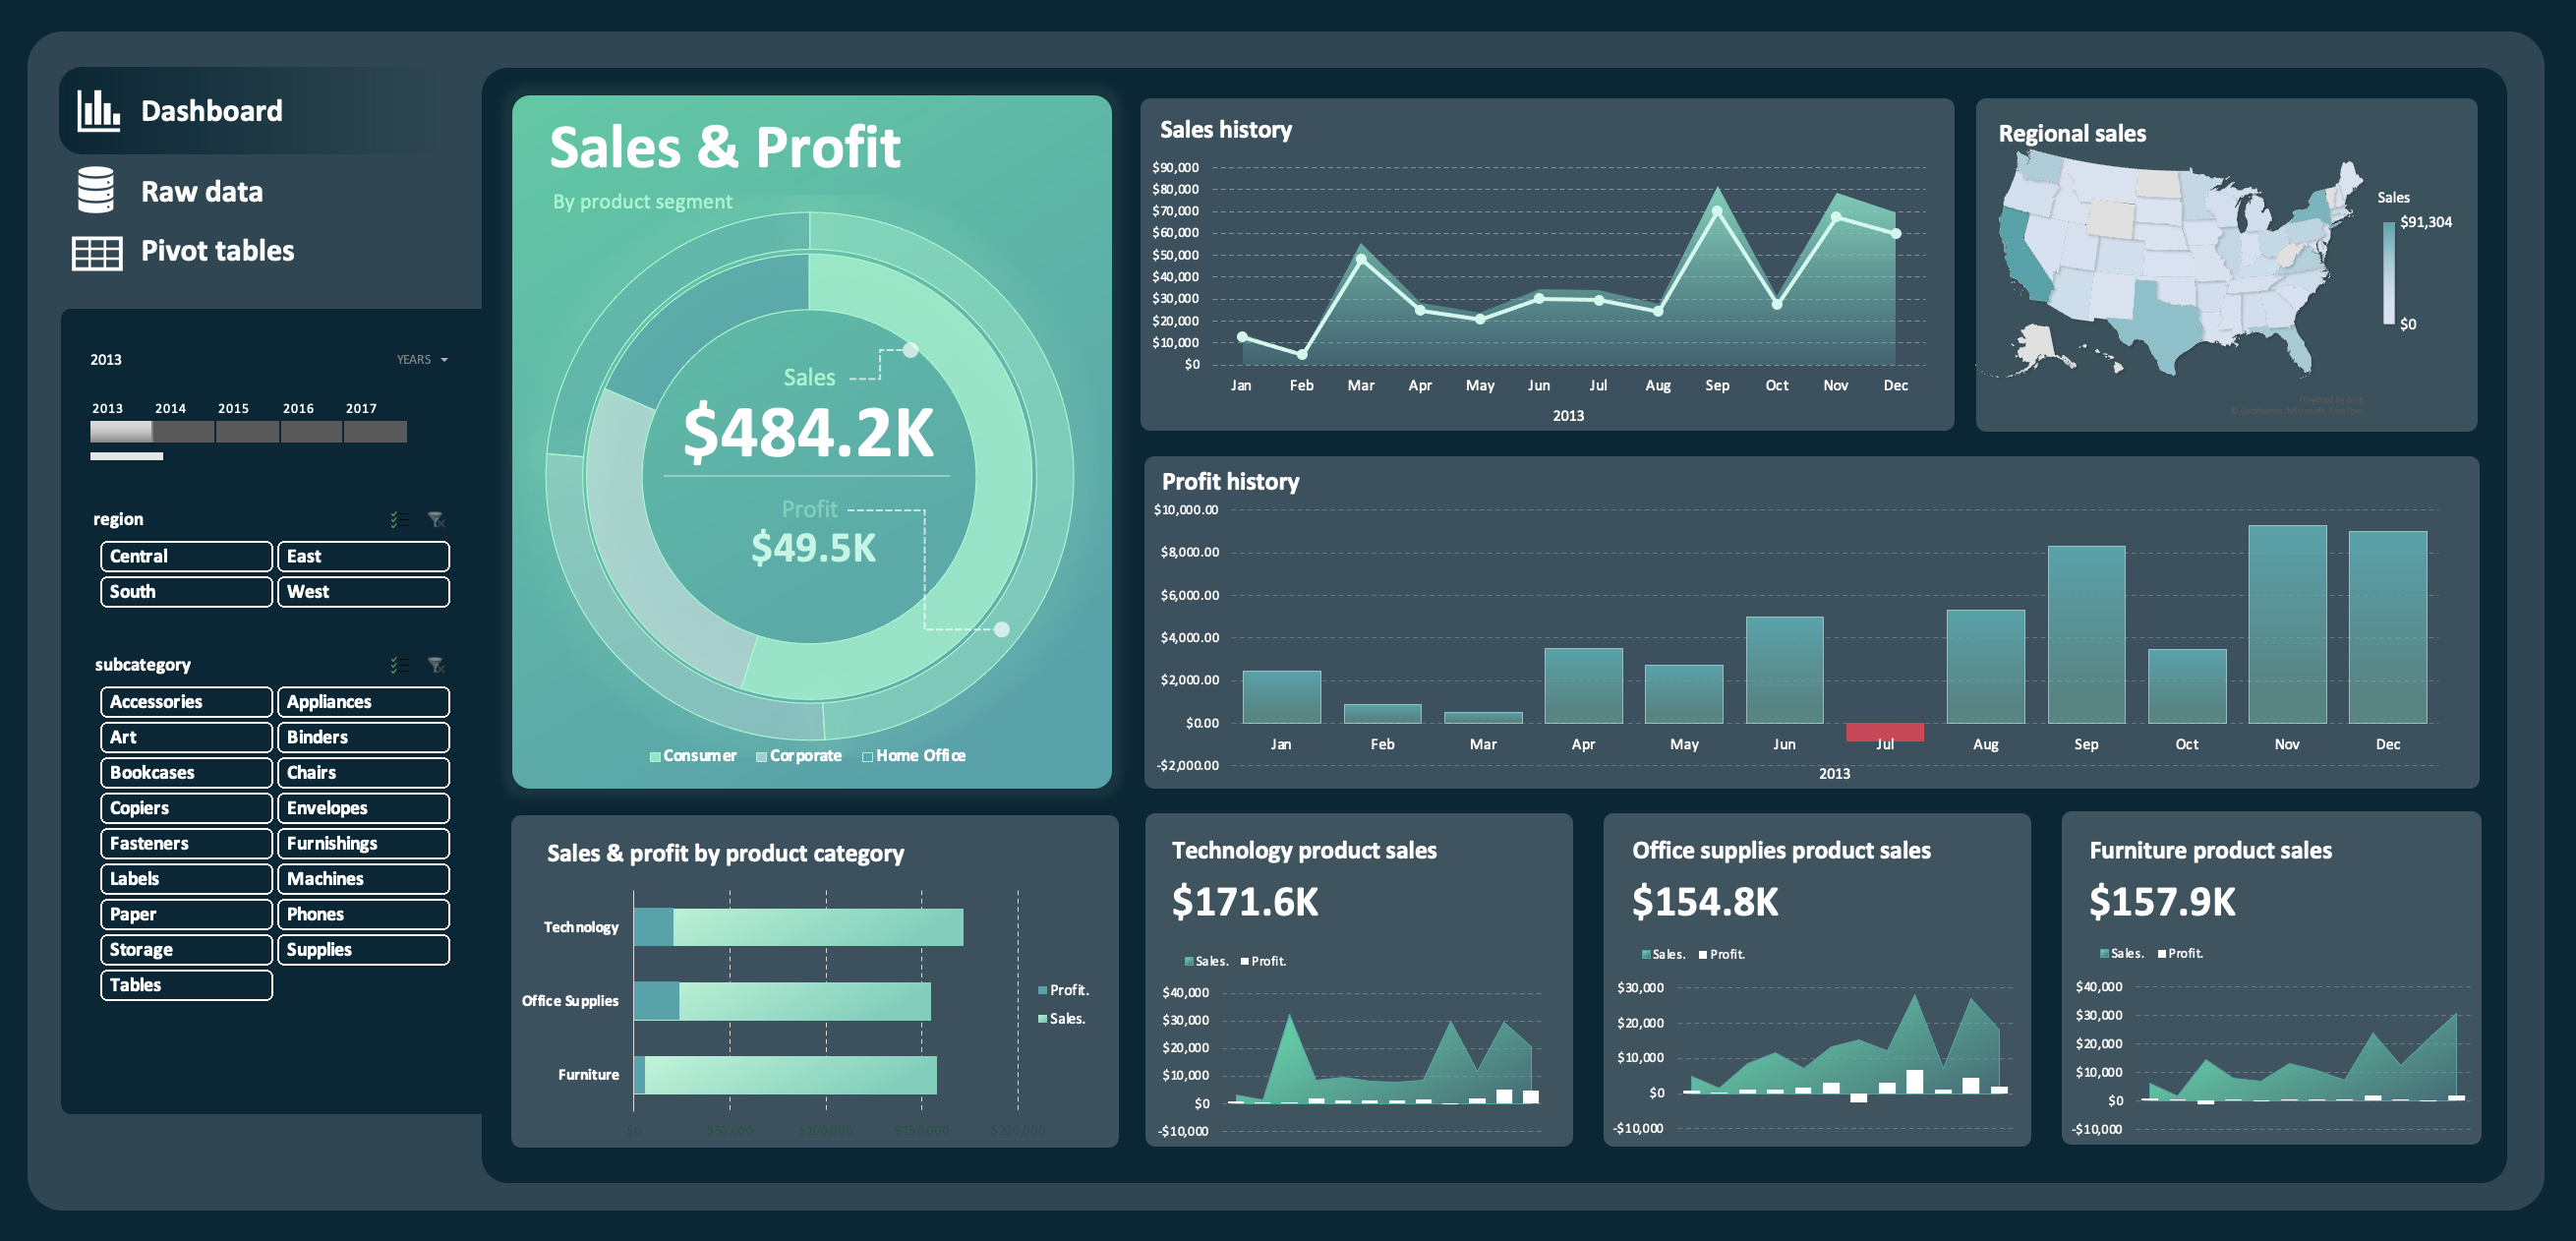 Dashboard
Raw data
Pivot tables
2013
YEARS
2013 2014 2015 2016 2017
region
Central East
South West
subcategory
Accessories Appliances
Art Binders
Bookcases Chairs
Copiers Envelopes
Fasteners Furnishings
Labels Machines
Paper Phones
Storage Supplies
Tables
Sales & Profit
By product segment
Sales
$484.2K
Profit
$49.5K
Consumer Corporate Home Office
Sales history
$90,000
$80,000
$70,000
$60,000
$50,000
$40,000
$30,000
$20,000
$10,000
$0
Jan Feb Mar Apr May Jun Jul Aug Sep Oct Nov Dec
2013
Regional sales
Sales
$91,304
$0
Powered by Bing
© GeoNames, Microsoft, TomTom
Profit history
$10,000.00
$8,000.00
$6,000.00
$4,000.00
$2,000.00
$0.00
-$2,000.00
Jan Feb Mar Apr May Jun Jul Aug Sep Oct Nov Dec
2013
Sales & profit by product category
Technology
Office Supplies
Furniture
$0 $50,000 $100,000 $150,000 $200,000
Profit.
Sales.
Technology product sales
$171.6K
Sales. Profit.
$40,000
$30,000
$20,000
$10,000
$0
-$10,000
Office supplies product sales
$154.8K
Sales. Profit.
$30,000
$20,000
$10,000
$0
-$10,000
Furniture product sales
$157.9K
Sales. Profit.
$40,000
$30,000
$20,000
$10,000
$0
-$10,000